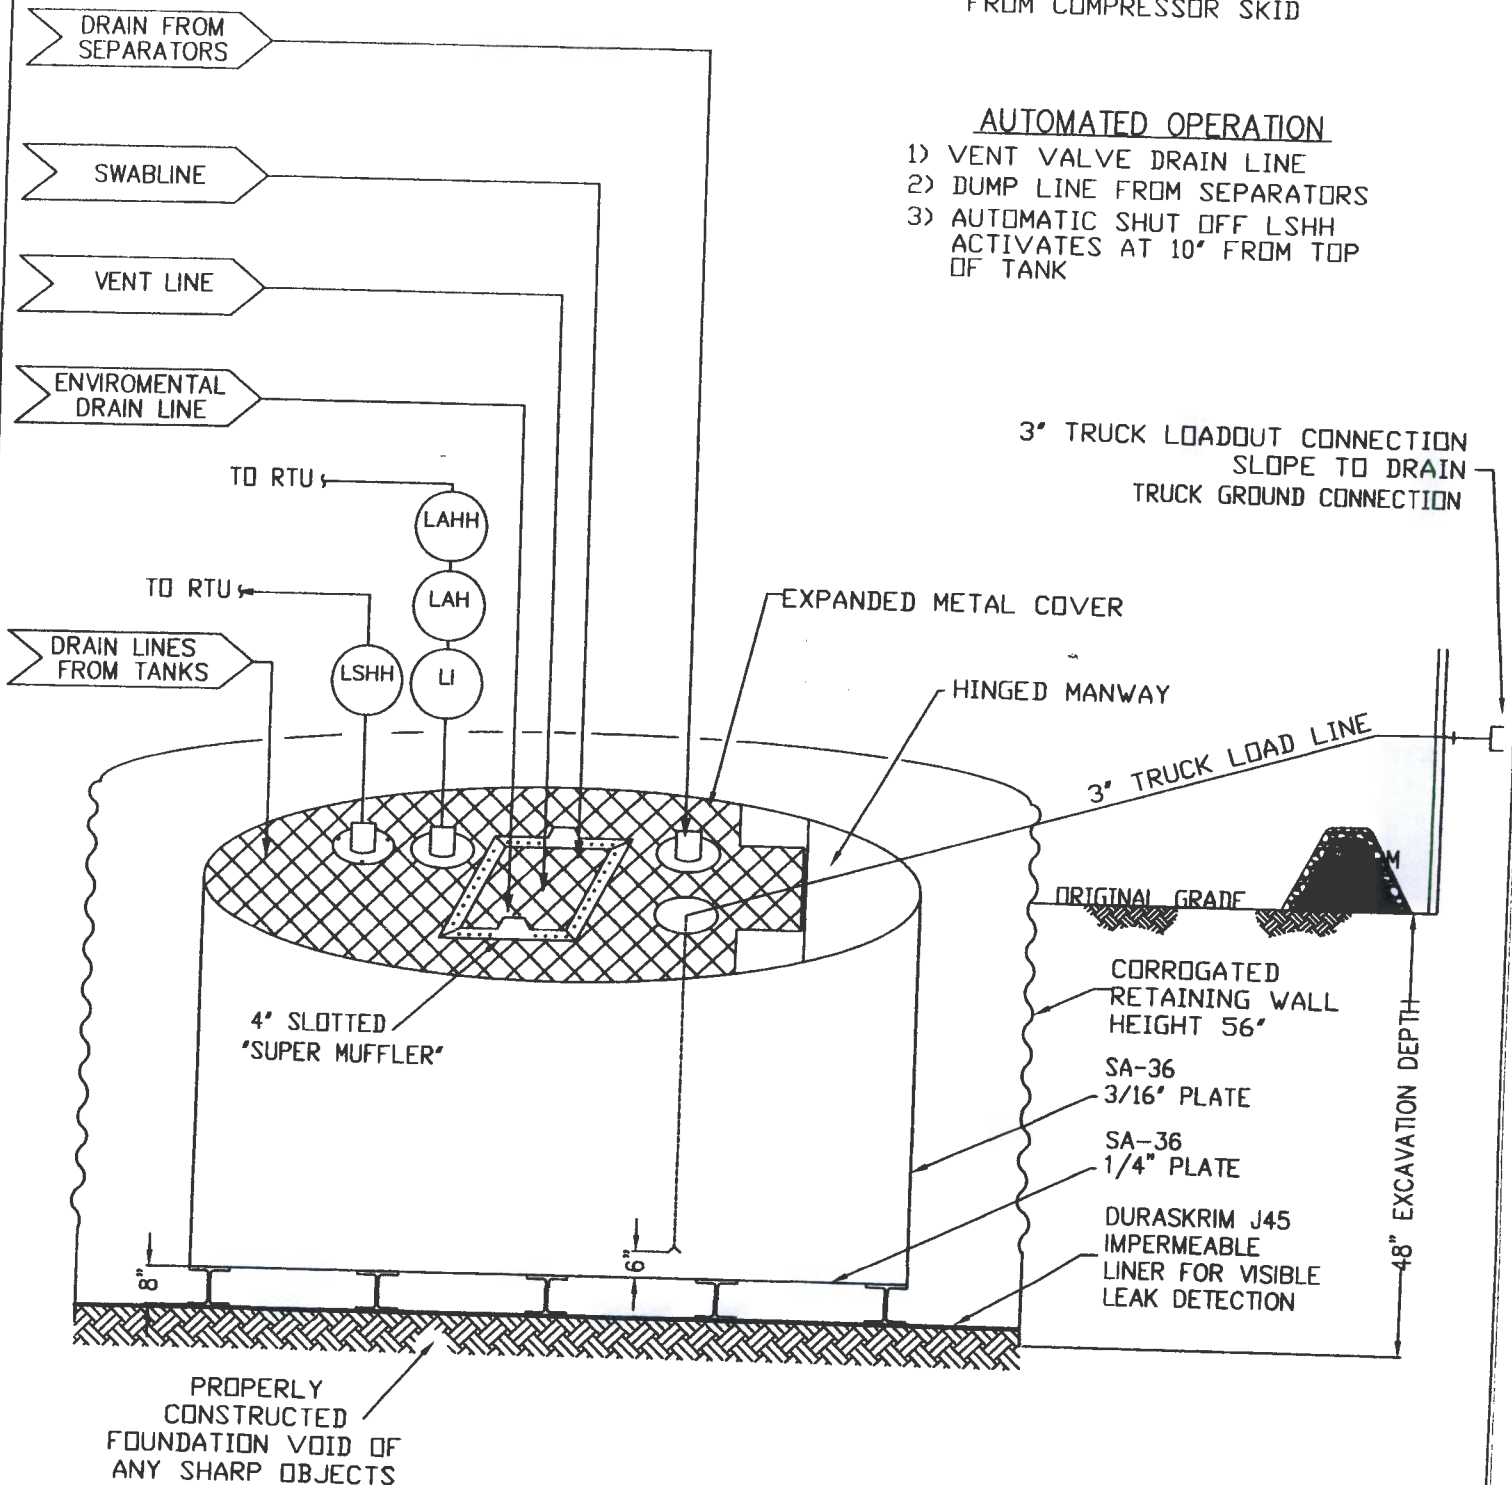 FROM COMPRESSOR SKID
DRAIN FROM
SEPARATORS
AUTOMATED OPERATION
1) VENT VALVE DRAIN LINE
2) DUMP LINE FROM SEPARATORS
3) AUTOMATIC SHUT OFF LSHH
ACTIVATES AT 10" FROM TOP
OF TANK
SWABLINE
VENT LINE
ENVIROMENTAL
DRAIN LINE
3" TRUCK LOADOUT CONNECTION
SLOPE TO DRAIN
TRUCK GROUND CONNECTION
TO RTU
LAHH
LAH
LI
TO RTU
LSHH
DRAIN LINES
FROM TANKS
EXPANDED METAL COVER
HINGED MANWAY
3" TRUCK LOAD LINE
M
ORIGINAL GRADE
CORROGATED
RETAINING WALL
HEIGHT 56"
4" SLOTTED
"SUPER MUFFLER"
SA-36
3/16" PLATE
SA-36
1/4" PLATE
DURASKRIM J45
IMPERMEABLE
LINER FOR VISIBLE
LEAK DETECTION
48" EXCAVATION DEPTH
8"
6"
PROPERLY
CONSTRUCTED
FOUNDATION VOID OF
ANY SHARP OBJECTS